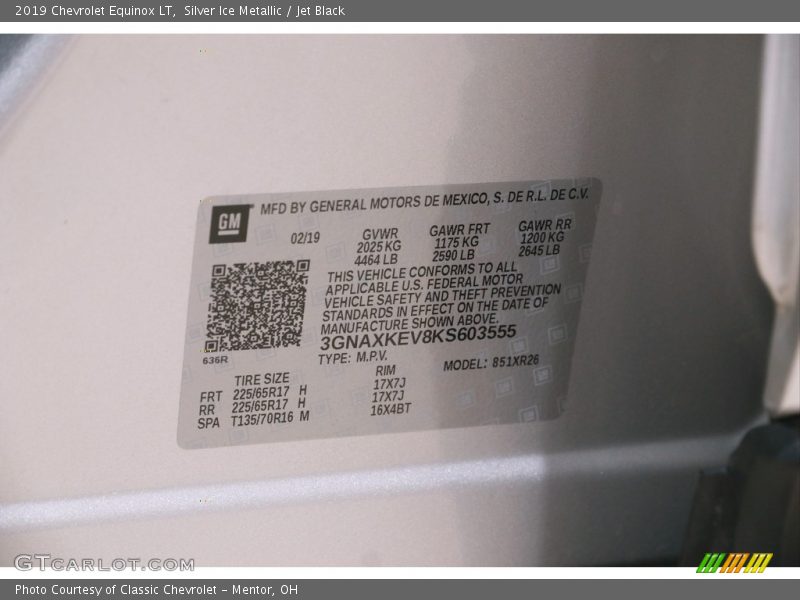 2019 Chevrolet Equinox LT, Silver Ice Metallic / Jet Black
GM MFD BY GENERAL MOTORS DE MEXICO, S. DE R.L. DE C.V.
02/19 GVWR GAWR FRT GAWR RR
2025 KG 1175 KG 1200 KG
4464 LB 2590 LB 2645 LB
THIS VEHICLE CONFORMS TO ALL
APPLICABLE U.S. FEDERAL MOTOR
VEHICLE SAFETY AND THEFT PREVENTION
STANDARDS IN EFFECT ON THE DATE OF
MANUFACTURE SHOWN ABOVE.
3GNAXKEV8KS603555
636R TYPE: M.P.V. MODEL: 851XR26
TIRE SIZE RIM
FRT 225/65R17 H 17X7J
RR 225/65R17 H 17X7J
SPA T135/70R16 M 16X4BT
GTCARLOT.COM
Photo Courtesy of Classic Chevrolet - Mentor, OH